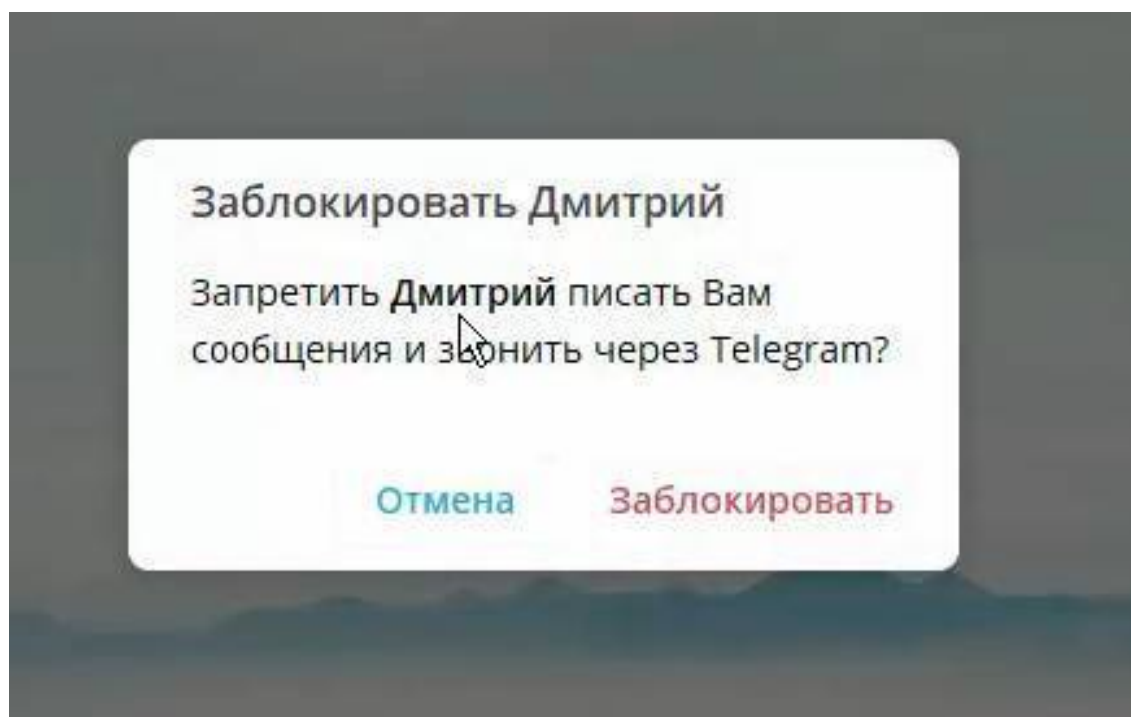 Заблокировать Дмитрий
Запретить Дмитрий писать Вам
сообщения и звонить через Telegram?
Отмена Заблокировать